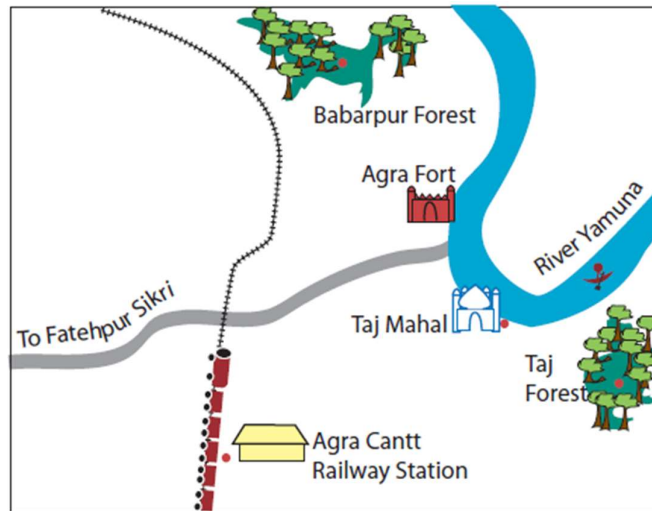 Babarpur Forest
Agra Fort
River Yamuna
To Fatehpur Sikri
Taj Mahal
Taj
Forest
Agra Cantt
Railway Station